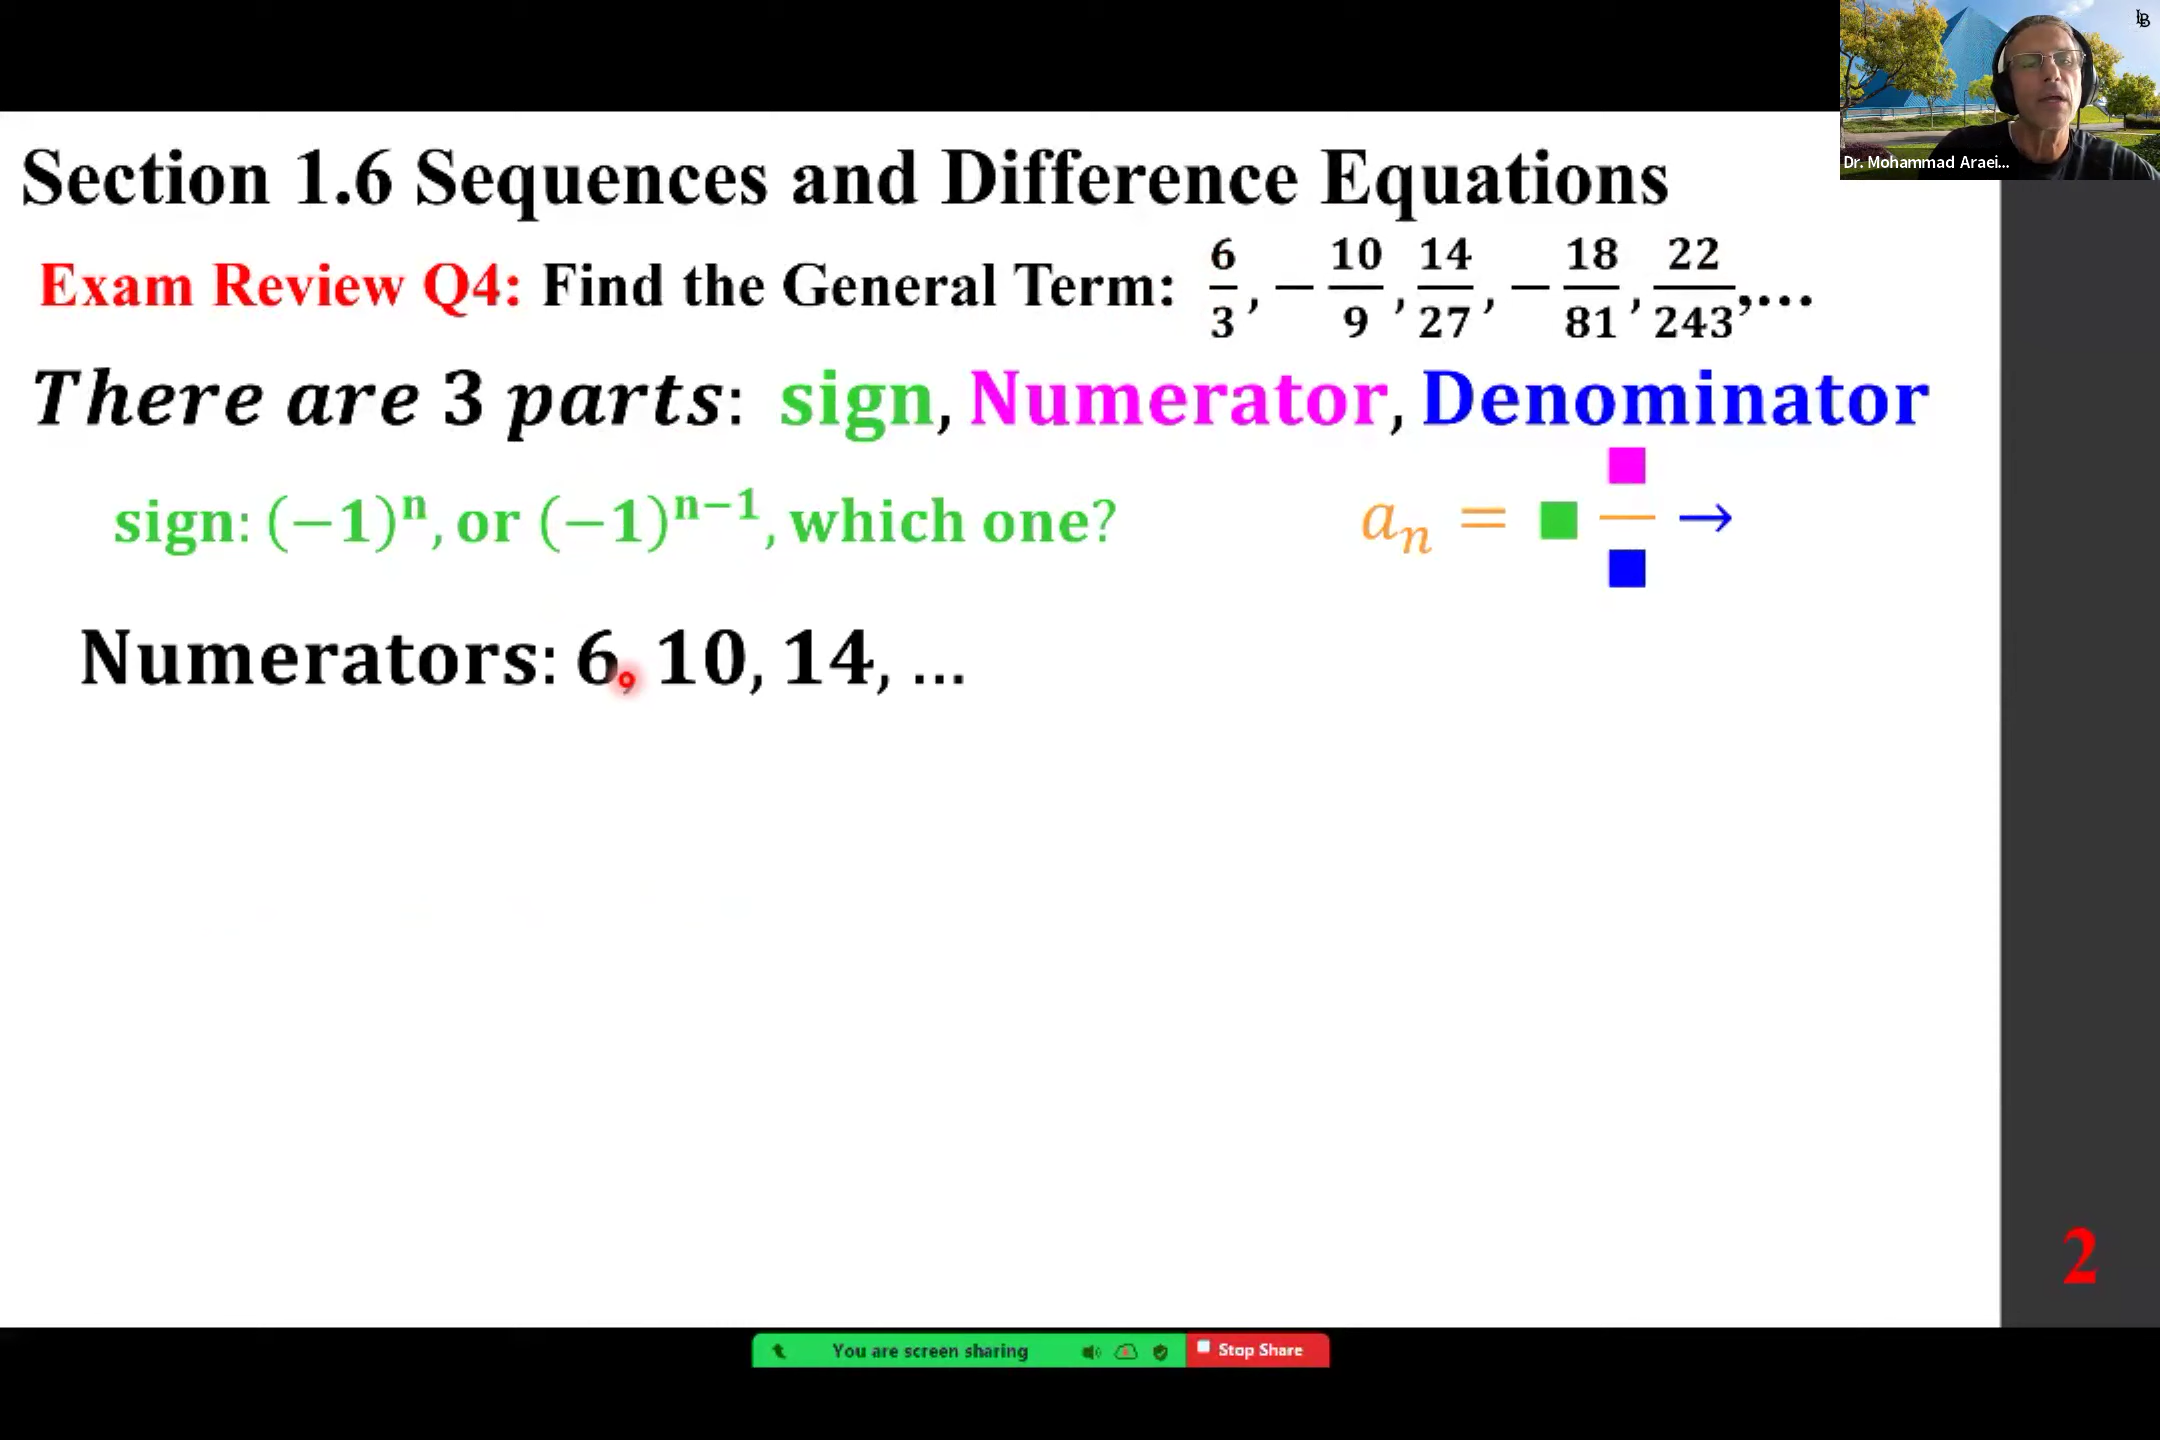 Section 1.6 Sequences and Difference Equations
Exam Review Q4: Find the General Term: 6/3, −10/9, 14/27, −18/81, 22/243,…
There are 3 parts: sign, Numerator, Denominator
sign: (−1)ⁿ, or (−1)ⁿ⁻¹, which one?
aₙ = ■ ■/■ →
Numerators: 6, 10, 14, …
2
You are screen sharing
Stop Share
Dr. Mohammad Araei...
LB